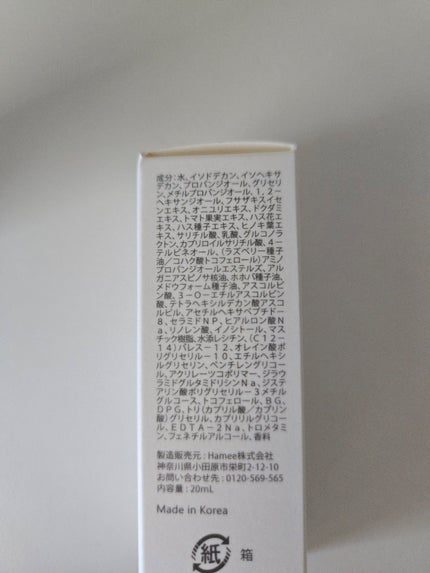 成分：水、イソドデカン、イソヘキサ
デカン、プロパンジオール、グリセリ
ン、メチルプロパンジオール、1，2－
ヘキサンジオール、フサザキスイセ
ンエキス、オニユリエキス、ドクダミ
エキス、トマト果実エキス、ハス花エ
キス、ハス種子エキス、ヒノキ葉エ
キス、サリチル酸、乳酸、グルコノラ
クトン、カプリロイルサリチル酸、4－
テルピネオール、（ラズベリー種子
油／コハク酸トコフェロール）アミノ
プロパンジオールエステルズ、アル
ガニアスピノサ核油、ホホバ種子油、
メドウフォーム種子油、アスコルビ
ン酸、3－O－エチルアスコルビン
酸、テトラヘキシルデカン酸アスコ
ルビル、アセチルヘキサペプチド－
8、セラミドNP、ヒアルロン酸N
a、リノレン酸、イノシトール、マス
チック樹脂、水添レシチン、（C12－
14）パレス－12、オレイン酸ポ
リグリセリル－10、エチルヘキシ
ルグリセリン、ペンチレングリコー
ル、アクリレーツコポリマー、ジラウ
ラミドグルタミドリシンNa、ジステ
アリン酸ポリグリセリル－3メチル
グルコース、トコフェロール、BG、
DPG、トリ（カプリル酸／カプリン
酸）グリセリル、カプリリルグリコー
ル、EDTA－2Na、トロメタミ
ン、フェネチルアルコール、香料
製造販売元：Hamee株式会社
神奈川県小田原市栄町2-12-10
お問い合わせ先：0120-569-565
内容量：20mL
Made in Korea
紙 箱